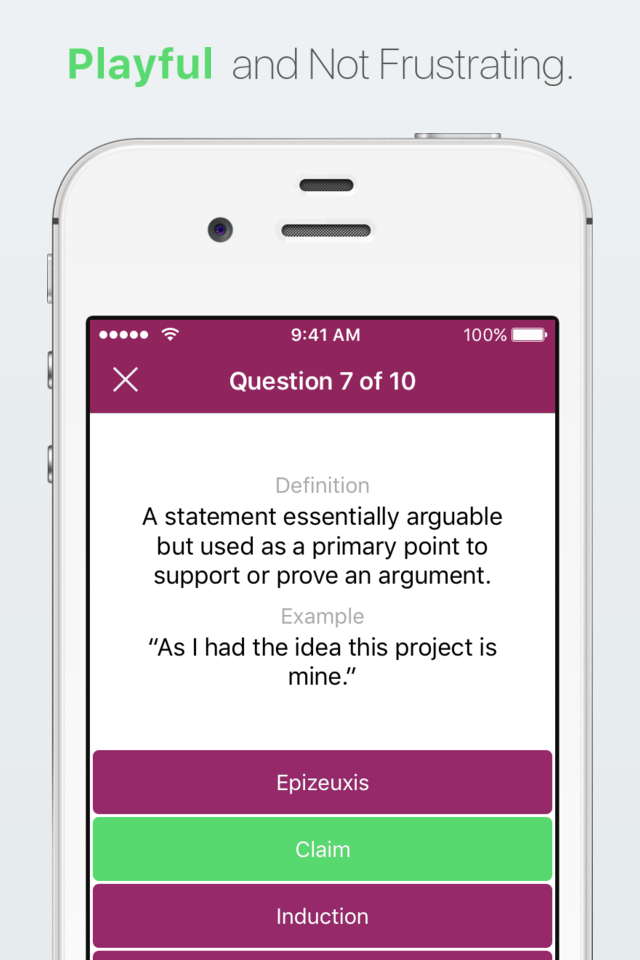 Playful and Not Frustrating.
9:41 AM 100%
Question 7 of 10
Definition
A statement essentially arguable
but used as a primary point to
support or prove an argument.
Example
“As I had the idea this project is
mine.”
Epizeuxis
Claim
Induction